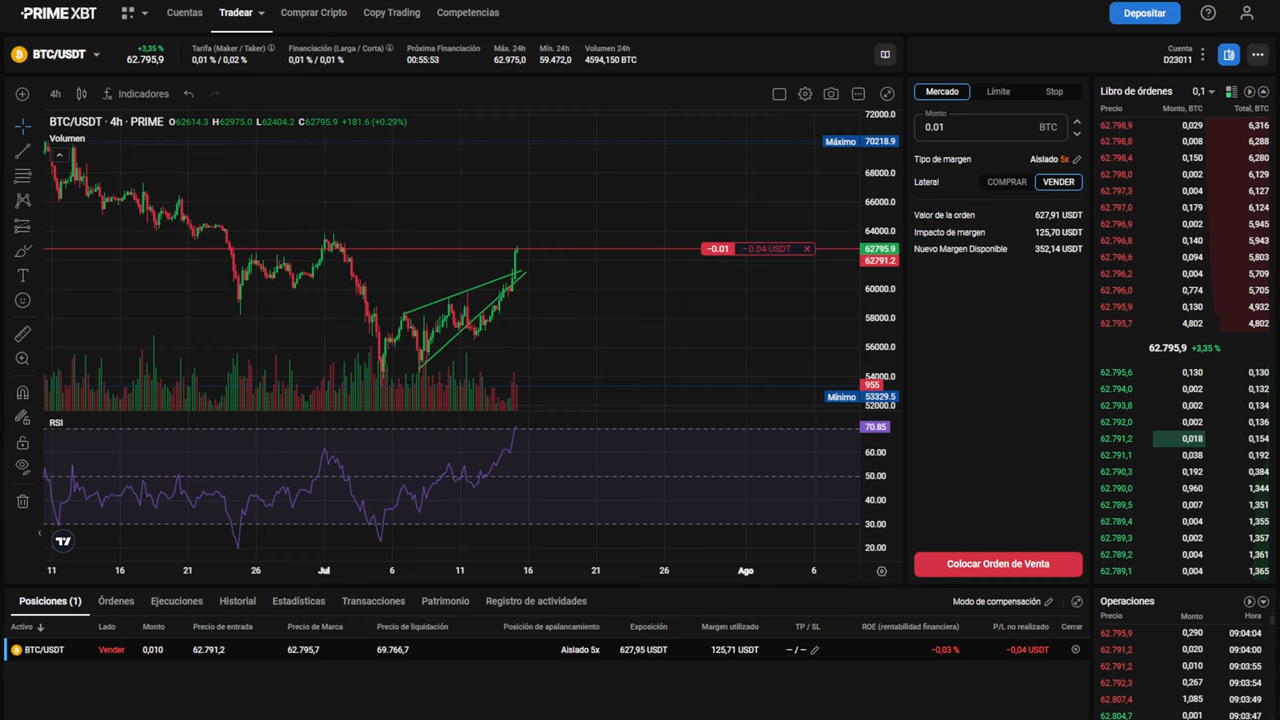 PRIME XBT Cuentas Tradear Comprar Cripto Copy Trading Competencias Depositar
BTC/USDT +3,35 % 62.795,9
Tarifa (Maker / Taker) 0,01 % / 0,02 %
Financiación (Larga / Corta) 0,01 % / 0,01 %
Próxima Financiación 00:55:53
Máx. 24h 62.975,0
Mín. 24h 59.472,0
Volumen 24h 4594,150 BTC
Cuenta D23011
4h Indicadores
BTC/USDT · 4h · PRIME O62614.3 H62975.0 L62404.2 C62795.9 +181.6 (+0.29%)
Volumen
72000.0
Máximo 70218.9
68000.0
66000.0
64000.0
−0.01 −0.04 USDT × 62795.9
62791.2
60000.0
58000.0
56000.0
54000.0
955
Mínimo 53329.5
52000.0
RSI
70.85
60.00
50.00
40.00
30.00
20.00
11 16 21 26 Jul 6 11 16 21 26 Ago 6
Mercado Límite Stop
Monto
0.01 BTC
Tipo de margen Aislado 5x
Lateral COMPRAR VENDER
Valor de la orden 627,91 USDT
Impacto de margen 125,70 USDT
Nuevo Margen Disponible 352,14 USDT
Colocar Orden de Venta
Libro de órdenes 0,1
Precio Monto, BTC Total, BTC
62.798,9 0,029 6,316
62.798,8 0,008 6,288
62.798,4 0,150 6,280
62.798,0 0,002 6,129
62.797,3 0,004 6,127
62.797,0 0,179 6,124
62.796,9 0,002 5,945
62.796,8 0,140 5,943
62.796,6 0,030 5,803
62.796,2 0,004 5,709
62.796,0 0,774 5,705
62.795,9 0,130 4,932
62.795,7 4,802 4,802
62.795,9 +3,35 %
62.795,6 0,130 0,130
62.794,0 0,002 0,132
62.793,8 0,002 0,134
62.792,0 0,002 0,136
62.791,2 0,018 0,154
62.791,1 0,038 0,192
62.790,3 0,192 0,384
62.790,0 0,960 1,344
62.789,5 0,007 1,351
62.789,4 0,004 1,355
62.789,3 0,002 1,357
62.789,2 0,004 1,361
62.789,1 0,004 1,365
Posiciones (1) Órdenes Ejecuciones Historial Estadísticas Transacciones Patrimonio Registro de actividades Modo de compensación
Activo Lado Monto Precio de entrada Precio de Marca Precio de liquidación Posición de apalancamiento Exposición Margen utilizado TP / SL ROE (rentabilidad financiera) P/L no realizado Cerrar
BTC/USDT Vender 0,010 62.791,2 62.795,7 69.766,7 Aislado 5x 627,95 USDT 125,71 USDT – / – −0,03 % −0,04 USDT
Operaciones
Precio Monto Hora
62.795,9 0,290 09:04:04
62.791,2 0,020 09:04:00
62.791,2 0,010 09:03:55
62.792,3 0,267 09:03:54
62.807,4 1,085 09:03:49
62.804,7 0,001 09:03:47